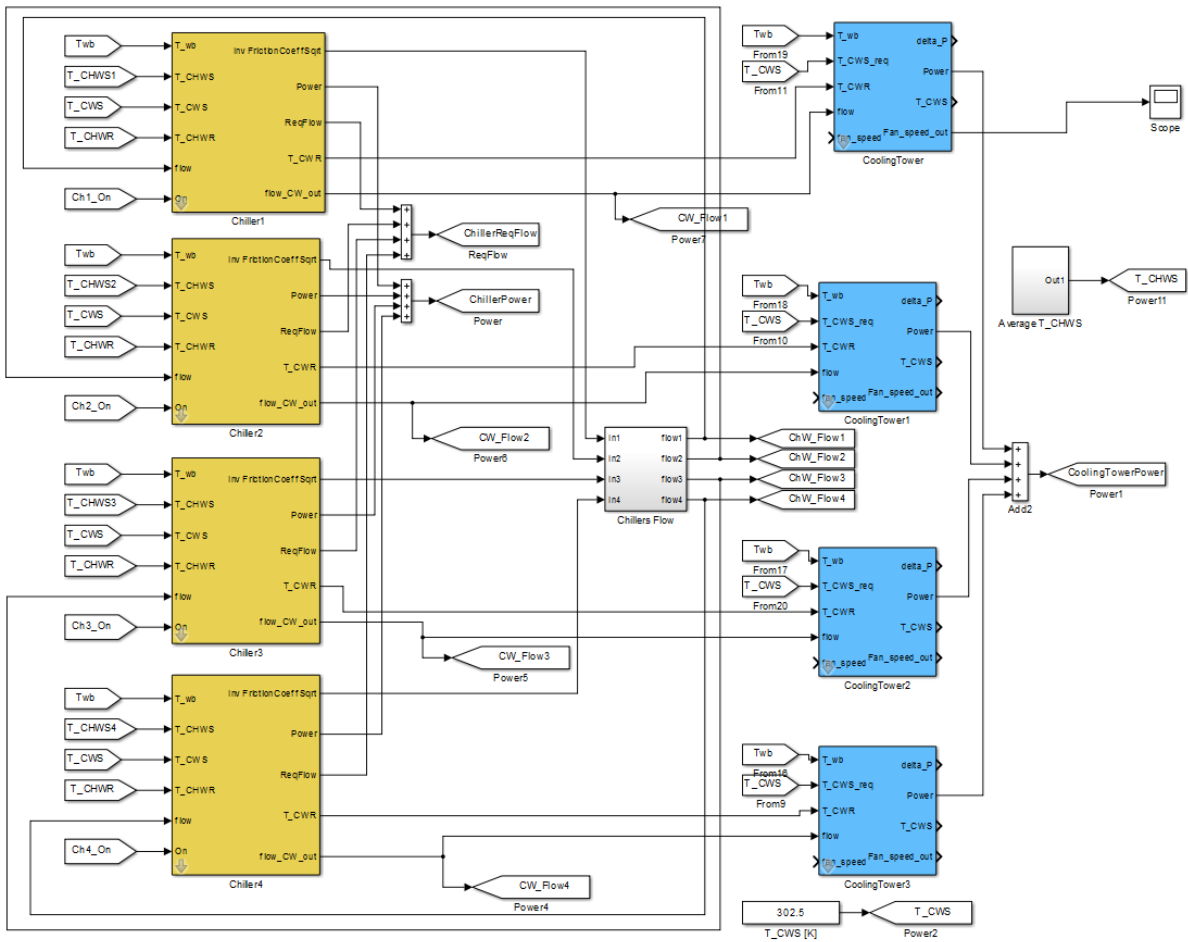 Twb
T_CHWS1
T_CWS
T_CHWR
Ch1_On
T_wb
T_CHWS
T_CWS
T_CHWR
flow
On
Inv FrictionCoeffSqrt
Power
ReqFlow
T_CWR
flow_CW_out
Chiller1
Twb
T_CHWS2
T_CWS
T_CHWR
Ch2_On
T_wb
T_CHWS
T_CWS
T_CHWR
flow
On
Inv FrictionCoeffSqrt
Power
ReqFlow
T_CWR
flow_CW_out
Chiller2
Twb
T_CHWS3
T_CWS
T_CHWR
Ch3_On
T_wb
T_CHWS
T_CWS
T_CHWR
flow
On
Inv FrictionCoeffSqrt
Power
ReqFlow
T_CWR
flow_CW_out
Chiller3
Twb
T_CHWS4
T_CWS
T_CHWR
Ch4_On
T_wb
T_CHWS
T_CWS
T_CHWR
flow
On
Inv FrictionCoeffSqrt
Power
ReqFlow
T_CWR
flow_CW_out
Chiller4
+
+
+
+
ChillerReqFlow
ReqFlow
+
+
+
+
ChillerPower
Power
CW_Flow1
Power7
CW_Flow2
Power6
CW_Flow3
Power5
CW_Flow4
Power4
In1
In2
In3
In4
flow1
flow2
flow3
flow4
Chillers Flow
ChW_Flow1
ChW_Flow2
ChW_Flow3
ChW_Flow4
Twb
From19
T_CWS
From11
T_wb
T_CWS_req
T_CWR
flow
fan_speed
delta_P
Power
T_CWS
Fan_speed_out
CoolingTower
Scope
Twb
From18
T_CWS
From10
T_wb
T_CWS_req
T_CWR
flow
fan_speed
delta_P
Power
T_CWS
Fan_speed_out
CoolingTower1
Out1
Average T_CHWS
T_CHWS
Power11
+
+
+
+
Add2
CoolingTowerPower
Power1
Twb
From17
T_CWS
From20
T_wb
T_CWS_req
T_CWR
flow
fan_speed
delta_P
Power
T_CWS
Fan_speed_out
CoolingTower2
Twb
From16
T_CWS
From9
T_wb
T_CWS_req
T_CWR
flow
fan_speed
delta_P
Power
T_CWS
Fan_speed_out
CoolingTower3
302.5
T_CWS [K]
T_CWS
Power2